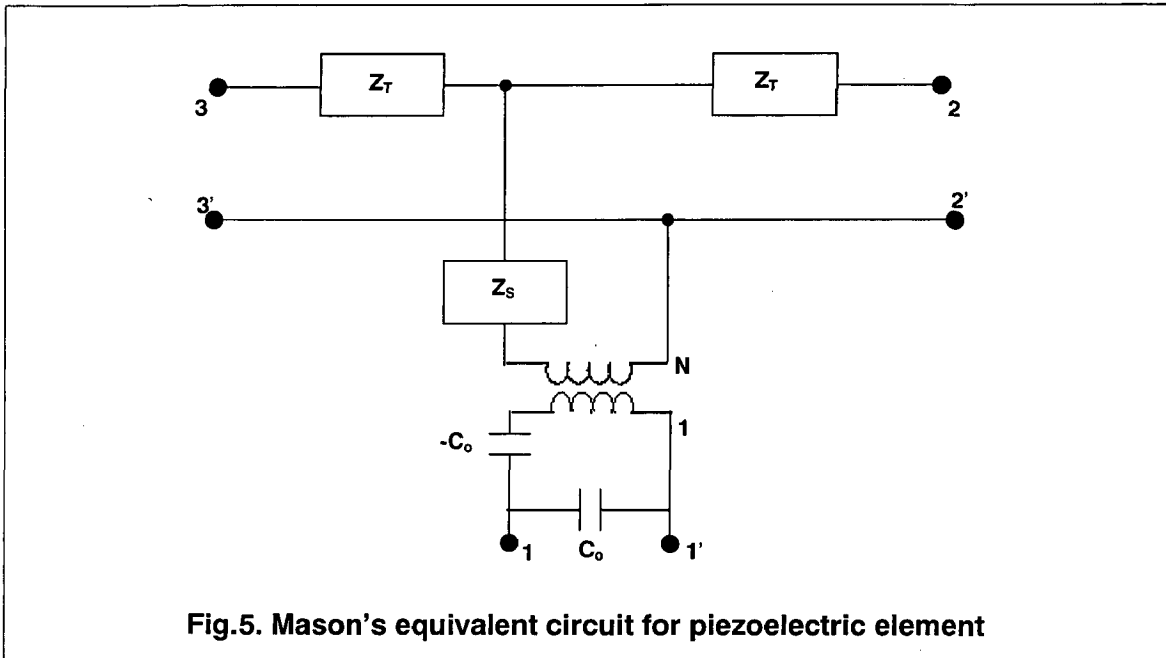 Z_T
Z_T
3
2
3'
2'
Z_S
N
-C_o
1
1
C_o
1'
Fig.5. Mason's equivalent circuit for piezoelectric element